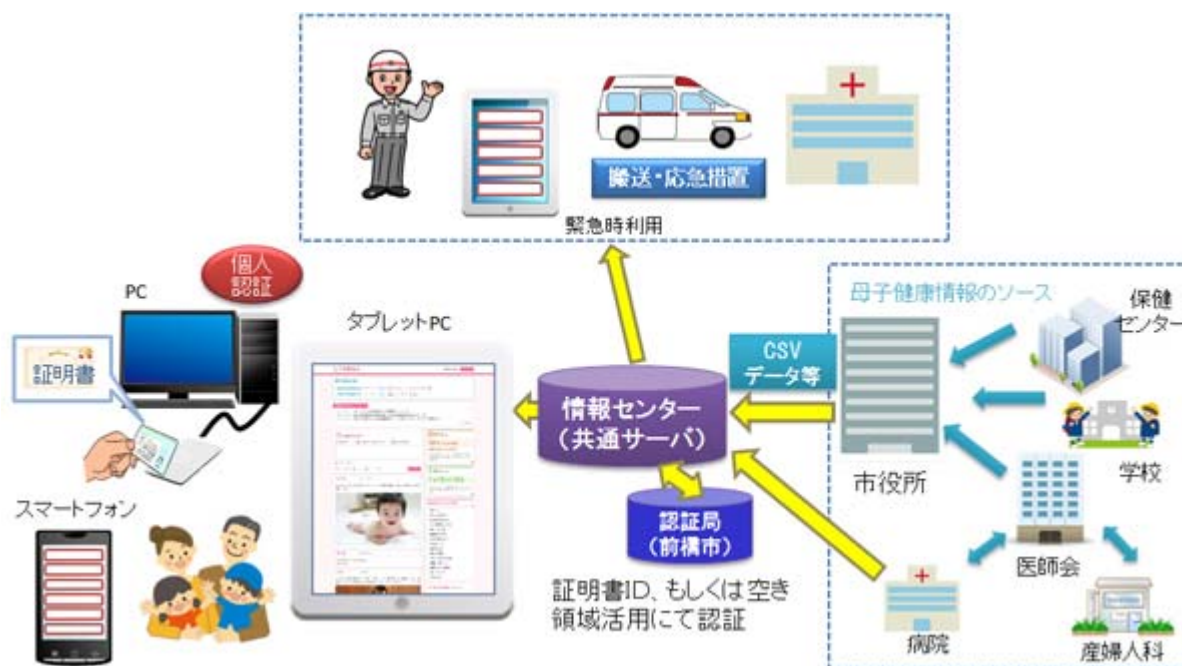 搬送・応急措置
緊急時利用
個人
認証
PC
証明書
スマートフォン
タブレットPC
情報センター
(共通サーバ)
認証局
(前橋市)
証明書ID、もしくは空き
領域活用にて認証
CSV
データ等
母子健康情報のソース
保健
センター
市役所
学校
医師会
病院
産婦人科